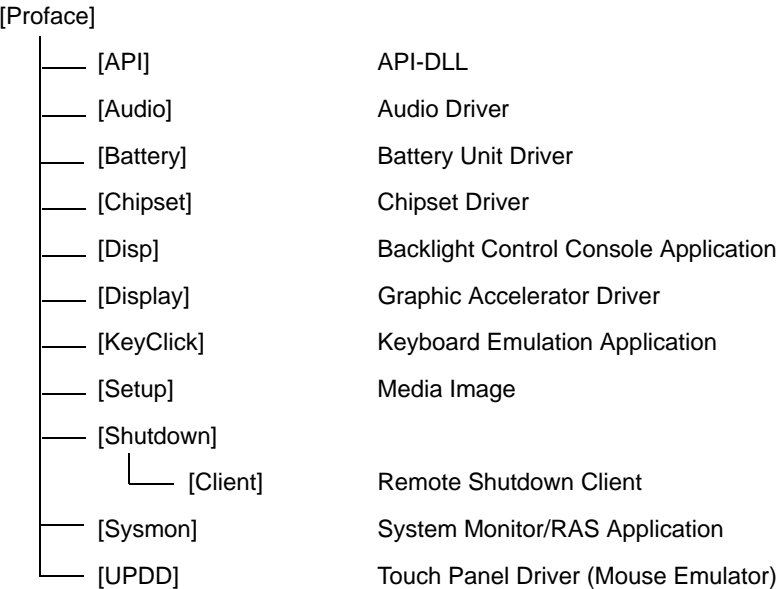 [Proface]
[API] API-DLL
[Audio] Audio Driver
[Battery] Battery Unit Driver
[Chipset] Chipset Driver
[Disp] Backlight Control Console Application
[Display] Graphic Accelerator Driver
[KeyClick] Keyboard Emulation Application
[Setup] Media Image
[Shutdown]
[Client] Remote Shutdown Client
[Sysmon] System Monitor/RAS Application
[UPDD] Touch Panel Driver (Mouse Emulator)